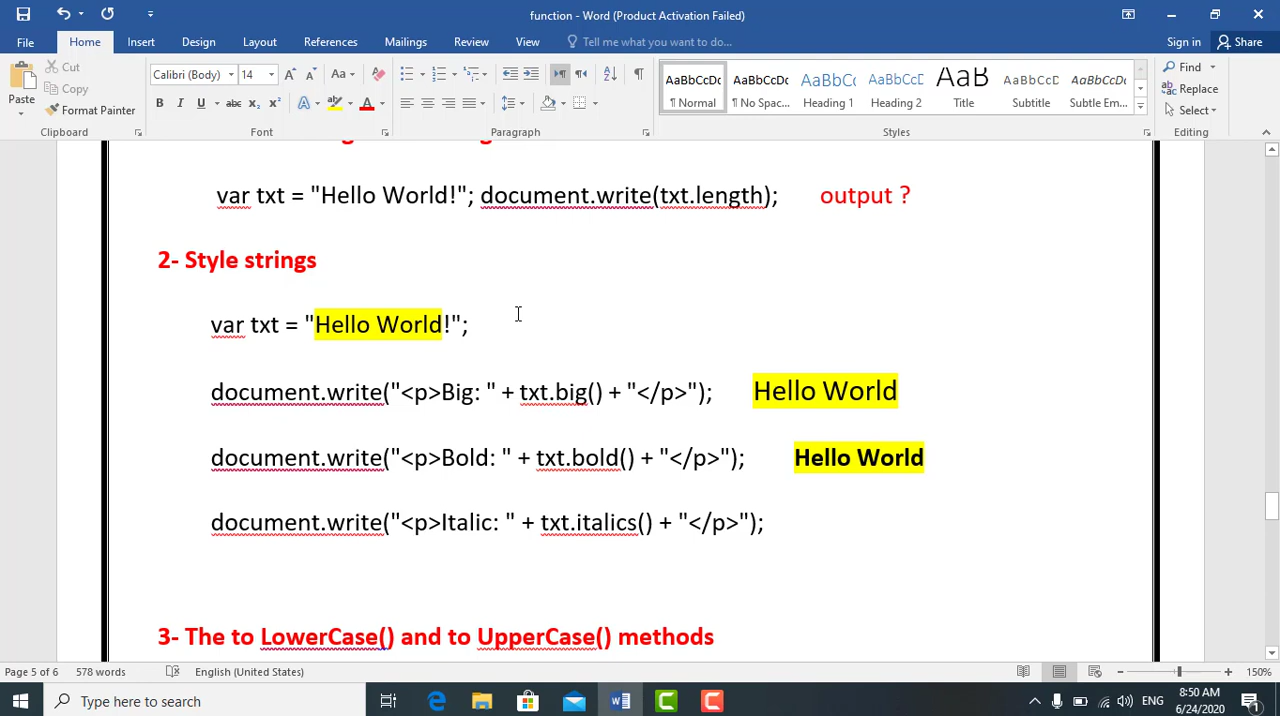 function - Word (Product Activation Failed)
File Home Insert Design Layout References Mailings Review View Tell me what you want to do... Sign in Share
Paste Cut Copy Format Painter
Calibri (Body) 14
AaBbCcDc AaBbCcDc AaBbCc AaBbCcD AaB AaBbCcD AaBbCcDc
¶ Normal ¶ No Spac... Heading 1 Heading 2 Title Subtitle Subtle Em...
Find Replace Select
Clipboard Font Paragraph Styles Editing
var txt = "Hello World!"; document.write(txt.length); output ?
2- Style strings
var txt = "Hello World!";
document.write("<p>Big: " + txt.big() + "</p>"); Hello World
document.write("<p>Bold: " + txt.bold() + "</p>"); Hello World
document.write("<p>Italic: " + txt.italics() + "</p>");
3- The to LowerCase() and to UpperCase() methods
Page 5 of 6 578 words English (United States) 150%
Type here to search ENG 8:50 AM
6/24/2020